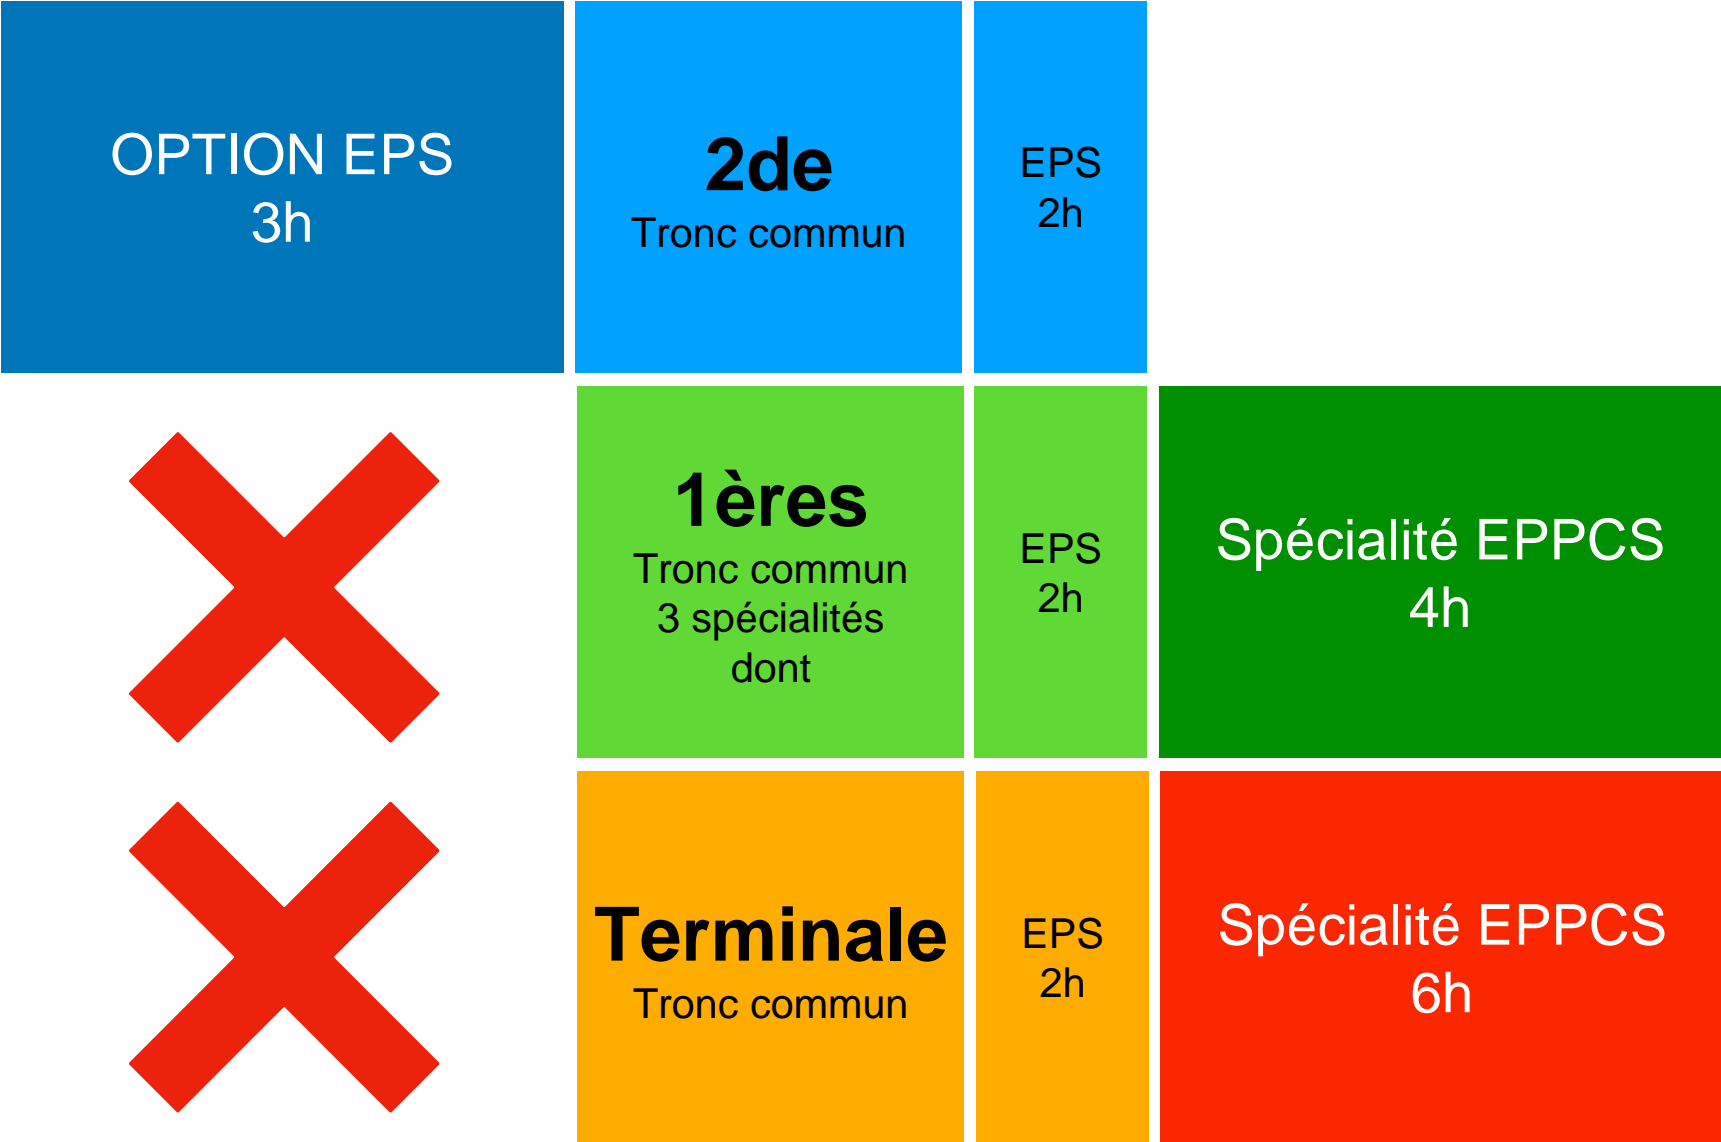 OPTION EPS
3h
2de
Tronc commun
EPS
2h
1ères
Tronc commun
3 spécialités
dont
EPS
2h
Spécialité EPPCS
4h
Terminale
Tronc commun
EPS
2h
Spécialité EPPCS
6h